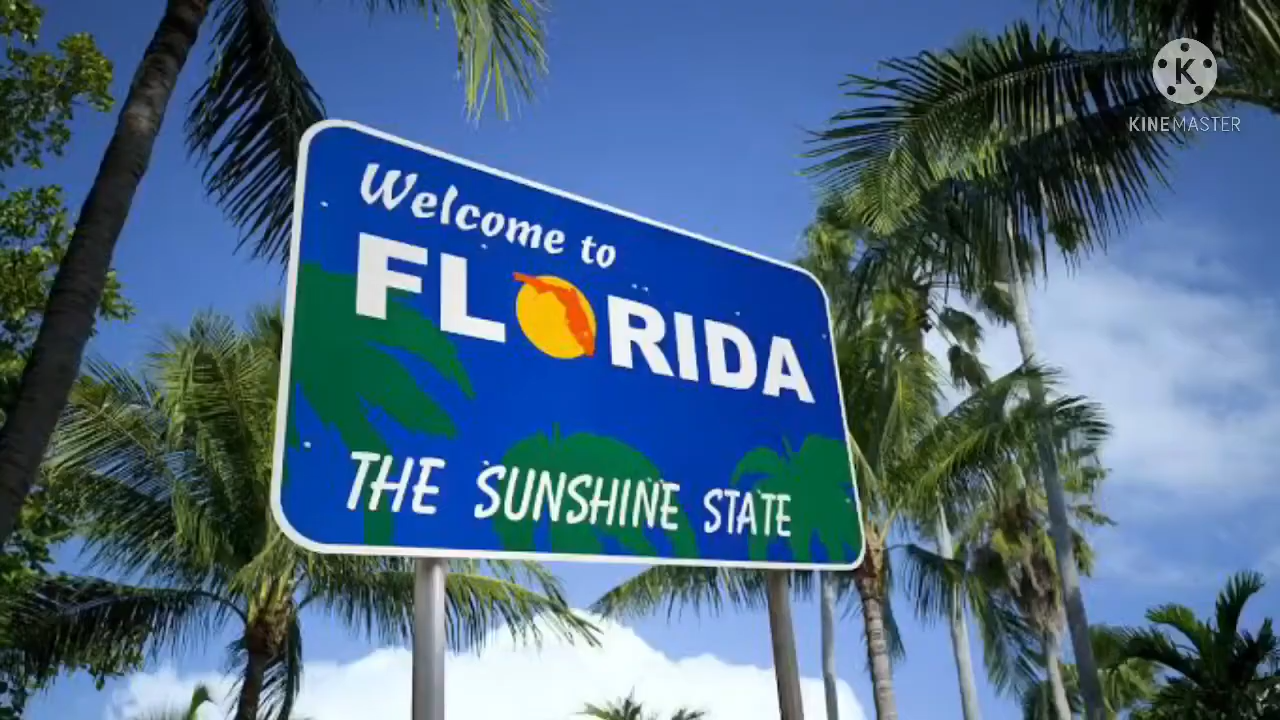 Welcome to
FLORIDA
THE SUNSHINE STATE
K
KINEMASTER